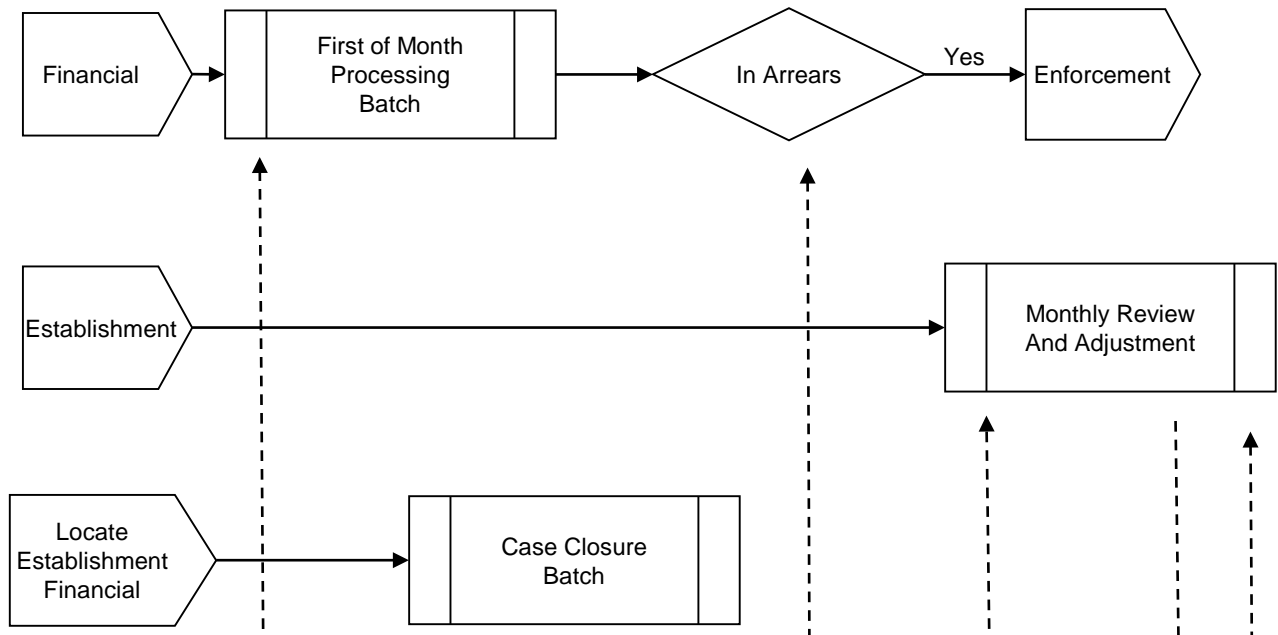 Financial
First of Month
Processing
Batch
In Arrears
Yes
Enforcement
Establishment
Monthly Review
And Adjustment
Locate
Establishment
Financial
Case Closure
Batch